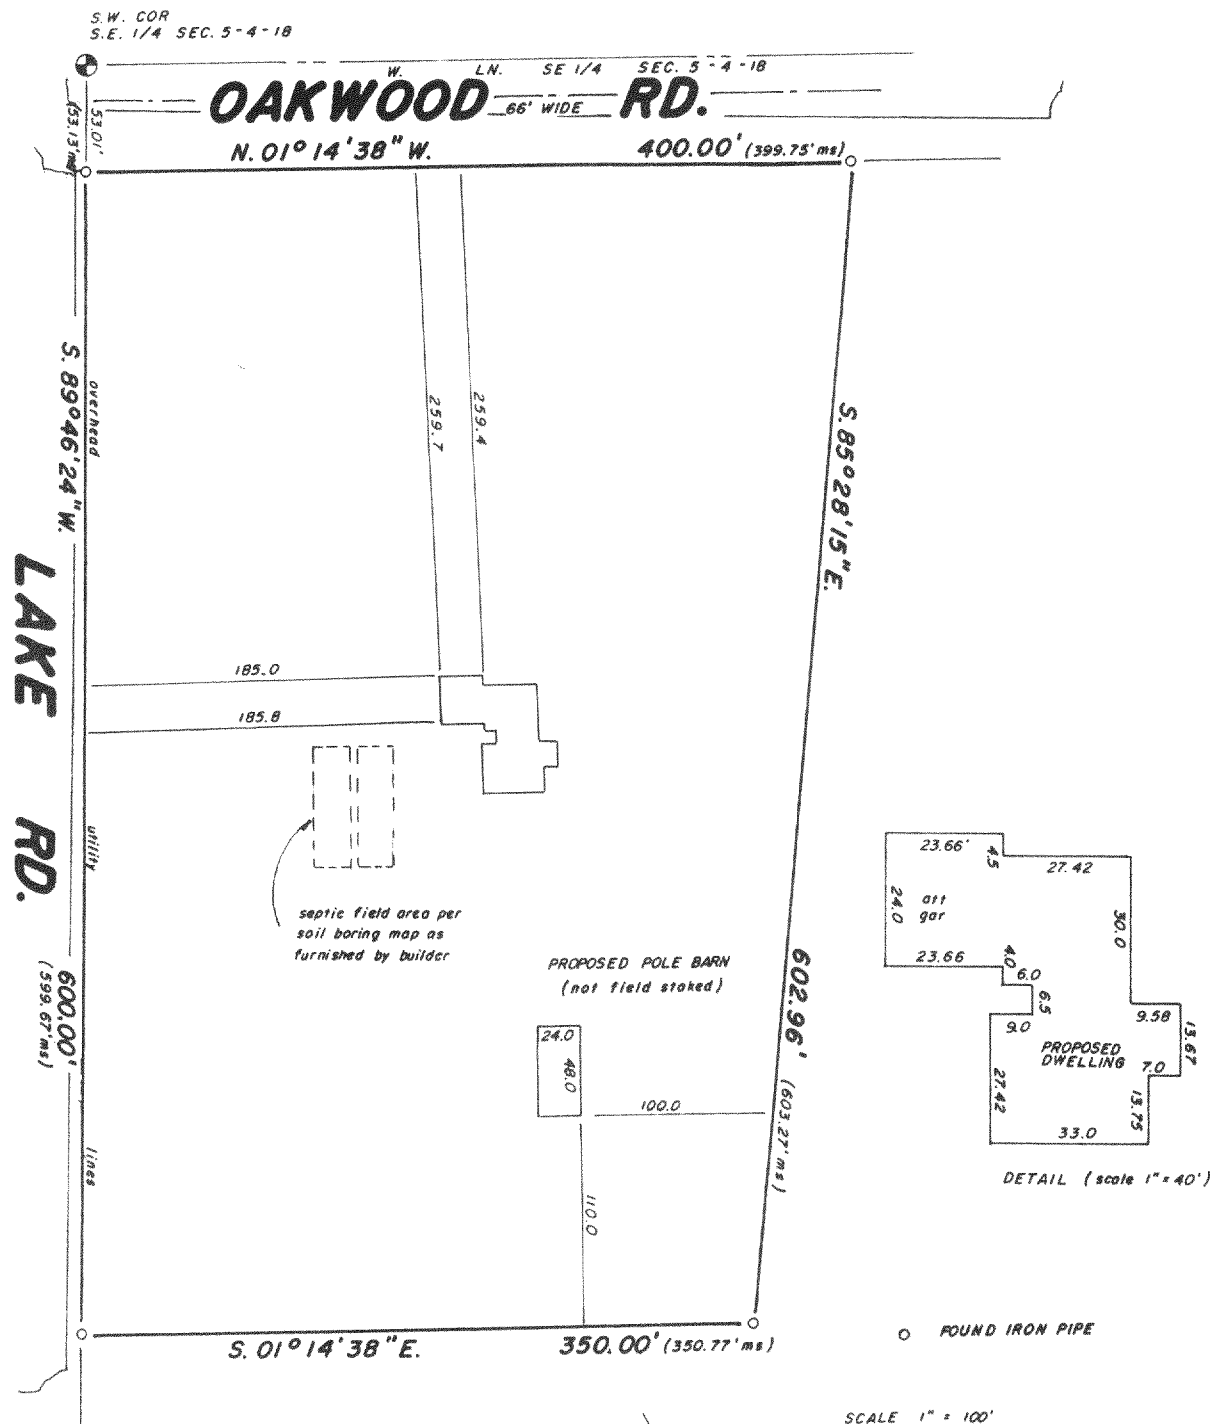 S.W. COR
S.E. 1/4 SEC. 5-4-18
W. LN. SE 1/4 SEC. 5-4-18
OAKWOOD RD.
66' WIDE
53.01'
(53.13'ms)
N. 01° 14' 38" W.
400.00' (399.75'ms)
S. 89° 46' 24" W.
overhead
259.7
259.4
S. 85° 28' 15" E.
LAKE RD.
185.0
185.8
utility
septic field area per
soil boring map as
furnished by builder
PROPOSED POLE BARN
(not field staked)
24.0
48.0
100.0
110.0
602.96' (603.27'ms)
600.00'
(599.67'ms)
lines
23.66'
4.5
27.42
24.0
att
gar
30.0
23.66
4.0
6.0
6.5
9.0
9.58
13.67
PROPOSED
DWELLING
7.0
27.42
13.75
33.0
DETAIL (scale 1"=40')
S. 01° 14' 38" E.
350.00' (350.77'ms)
FOUND IRON PIPE
SCALE 1" = 100'